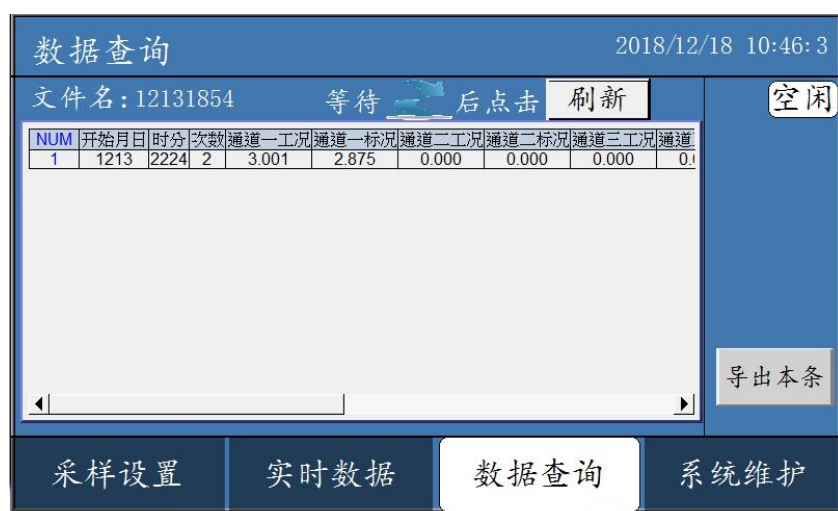 数据查询 2018/12/18 10:46:3
文件名:12131854 等待 后点击 刷新 空闲
NUM 开始月日 时分 次数 通道一工况 通道一标况 通道二工况 通道二标况 通道三工况 通道
1 1213 2224 2 3.001 2.875 0.000 0.000 0.000 0.
导出本条
采样设置 实时数据 数据查询 系统维护